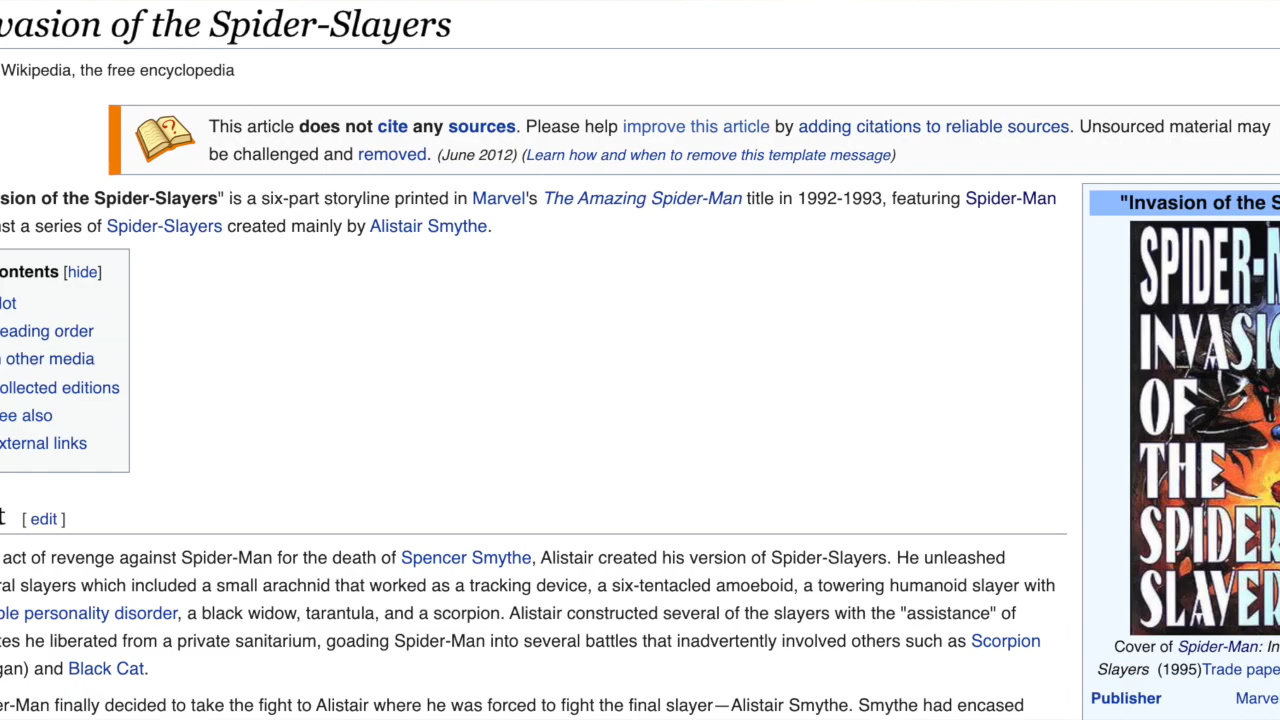 vasion of the Spider-Slayers
Wikipedia, the free encyclopedia
This article does not cite any sources. Please help improve this article by adding citations to reliable sources. Unsourced material may
be challenged and removed. (June 2012) (Learn how and when to remove this template message)
sion of the Spider-Slayers" is a six-part storyline printed in Marvel's The Amazing Spider-Man title in 1992-1993, featuring Spider-Man
st a series of Spider-Slayers created mainly by Alistair Smythe.
ontents [hide]
lot
eading order
n other media
ollected editions
ee also
xternal links
t [ edit ]
act of revenge against Spider-Man for the death of Spencer Smythe, Alistair created his version of Spider-Slayers. He unleashed
ral slayers which included a small arachnid that worked as a tracking device, a six-tentacled amoeboid, a towering humanoid slayer with
ple personality disorder, a black widow, tarantula, and a scorpion. Alistair constructed several of the slayers with the "assistance" of
tes he liberated from a private sanitarium, goading Spider-Man into several battles that inadvertently involved others such as Scorpion
gan) and Black Cat.
er-Man finally decided to take the fight to Alistair where he was forced to fight the final slayer—Alistair Smythe. Smythe had encased
"Invasion of the S
SPIDER-M
INVASIO
OF
THE
SPIDER
SLAYER
Cover of Spider-Man: In
Slayers (1995)Trade pape
Publisher Marve